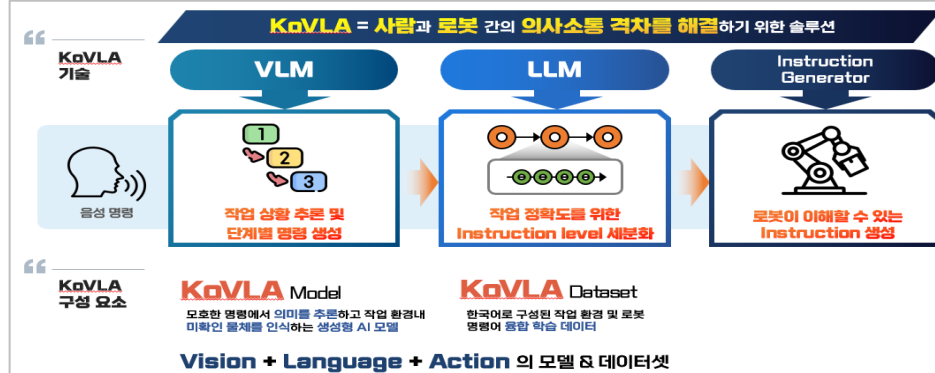 KoVLA = 사람과 로봇 간의 의사소통 격차를 해결하기 위한 솔루션
KoVLA
기술
VLM
LLM
Instruction
Generator
1
2
3
음성 명령
작업 상황 추론 및
단계별 명령 생성
작업 정확도를 위한
Instruction level 세분화
로봇이 이해할 수 있는
Instruction 생성
KoVLA
구성 요소
KoVLA Model
모호한 명령에서 의미를 추론하고 작업 환경내
미확인 물체를 인식하는 생성형 AI 모델
KoVLA Dataset
한국어로 구성된 작업 환경 및 로봇
명령어 융합 학습 데이터
Vision + Language + Action 의 모델 & 데이터셋